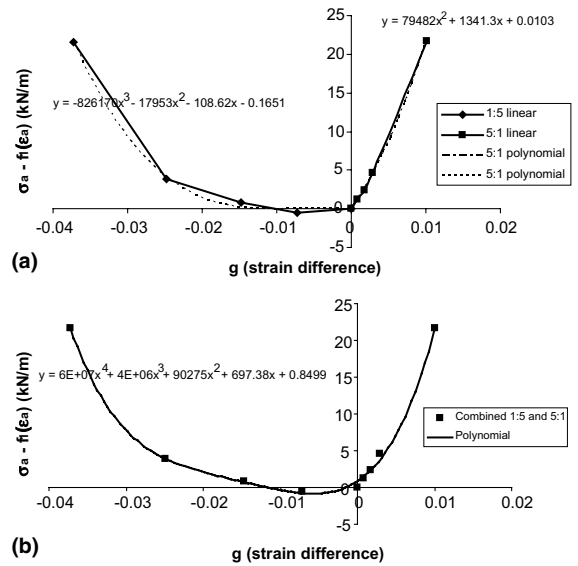 y = 79482x² + 1341.3x + 0.0103
25
20
15
10
5
0
-5
y = -826170x³ - 17953x² - 108.62x - 0.1651
σa - fi(εa) (kN/m)
1:5 linear
5:1 linear
5:1 polynomial
5:1 polynomial
-0.04 -0.03 -0.02 -0.01 0 0.01 0.02
(a)
g (strain difference)
25
20
15
10
5
0
-5
y = 6E+07x⁴ + 4E+06x³ + 90275x² + 697.38x + 0.8499
σa - fi(εa) (kN/m)
Combined 1:5 and 5:1
Polynomial
-0.04 -0.03 -0.02 -0.01 0 0.01 0.02
(b)
g (strain difference)